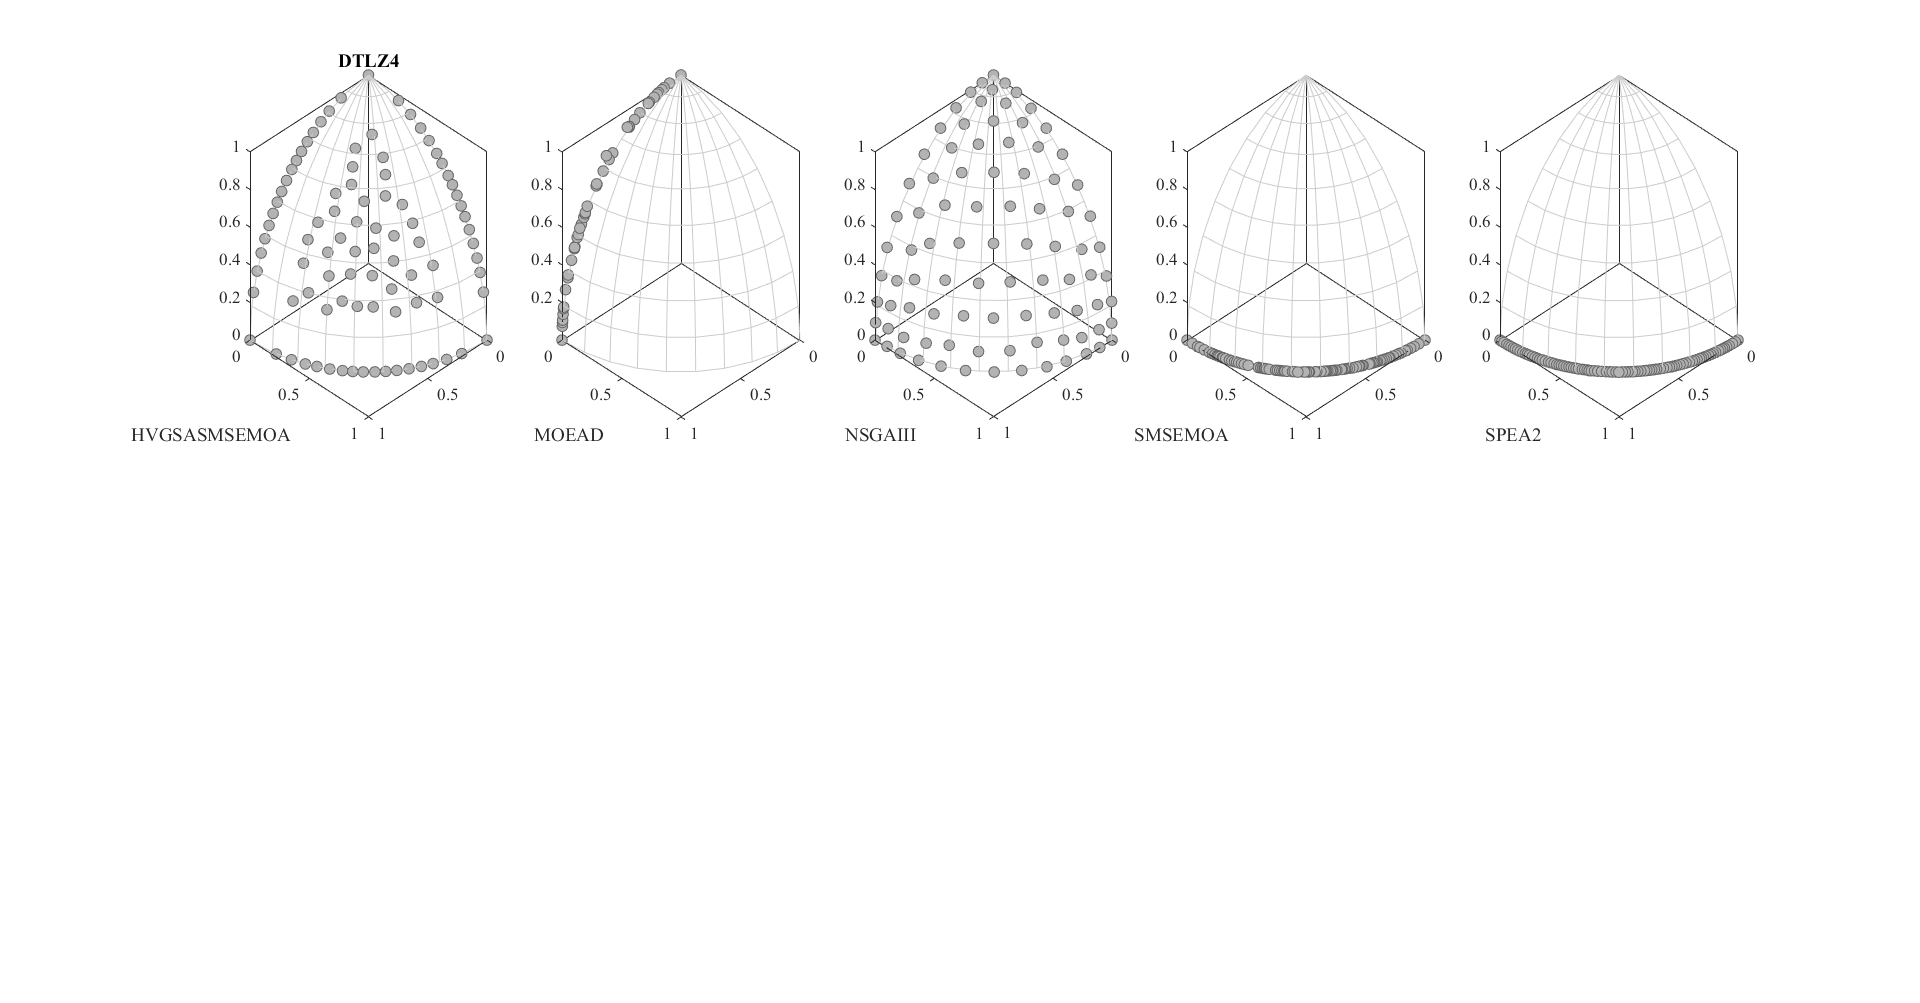 DTLZ4
1 1 1 1 1
0.8 0.8 0.8 0.8 0.8
0.6 0.6 0.6 0.6 0.6
0.4 0.4 0.4 0.4 0.4
0.2 0.2 0.2 0.2 0.2
0 0 0 0 0
0 0 0 0 0 0 0 0 0 0
0.5 0.5 0.5 0.5 0.5 0.5 0.5 0.5 0.5 0.5
HVGSASMSEMOA 1 1 MOEAD 1 1 NSGAIII 1 1 SMSEMOA 1 1 SPEA2 1 1